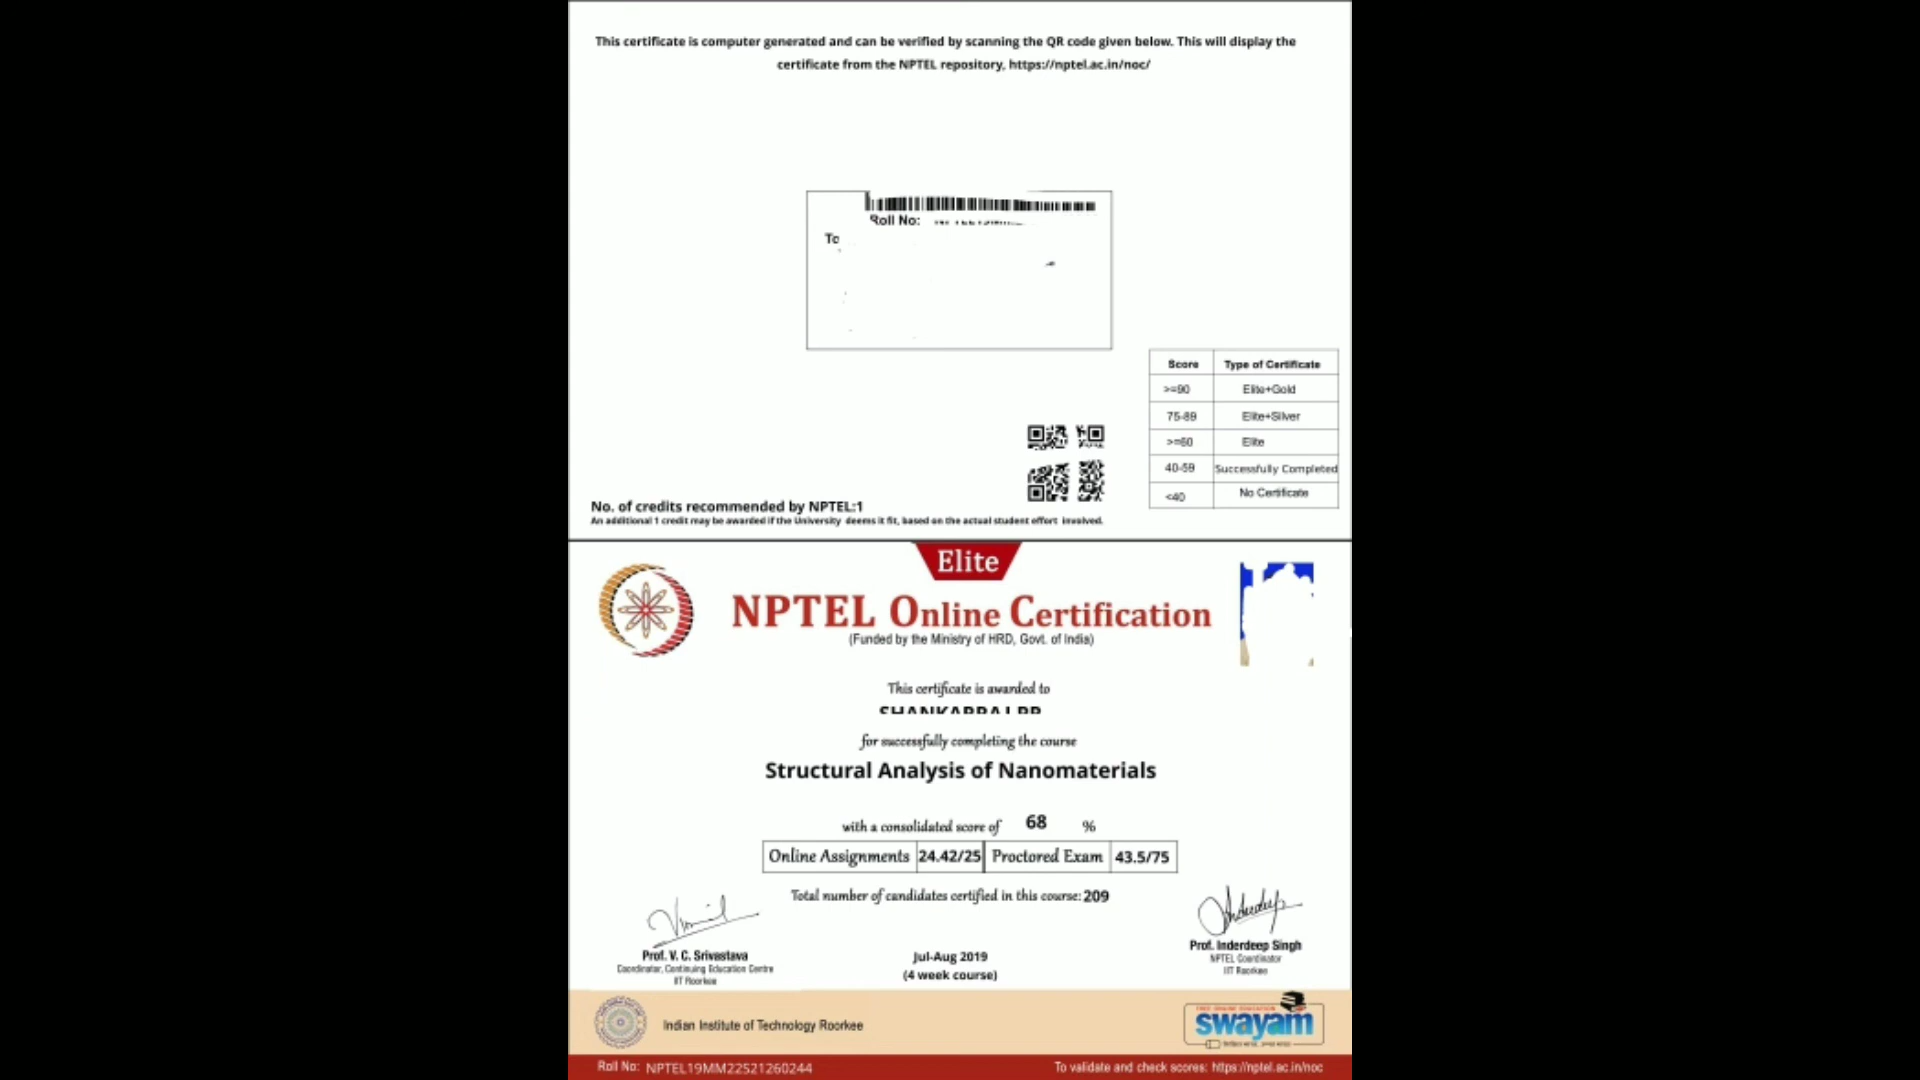 This certificate is computer generated and can be verified by scanning the QR code given below. This will display the
certificate from the NPTEL repository, https://nptel.ac.in/noc/
Roll No:
To
Score Type of Certificate
>=90 Elite+Gold
75-89 Elite+Silver
>=60 Elite
40-59 Successfully Completed
<40 No Certificate
No. of credits recommended by NPTEL:1
An additional 1 credit may be awarded if the University deems it fit, based on the actual student effort involved.
Elite
NPTEL Online Certification
(Funded by the Ministry of HRD, Govt. of India)
This certificate is awarded to
for successfully completing the course
Structural Analysis of Nanomaterials
with a consolidated score of 68 %
Online Assignments 24.42/25 Proctored Exam 43.5/75
Total number of candidates certified in this course: 209
Prof. V. C. Srivastava
Coordinator, Continuing Education Centre
IIT Roorkee
Jul-Aug 2019
(4 week course)
Prof. Inderdeep Singh
NPTEL Coordinator
IIT Roorkee
Indian Institute of Technology Roorkee
FREE ONLINE EDUCATION
swayam
Roll No: NPTEL19MM22S21260244
To validate and check scores: https://nptel.ac.in/noc